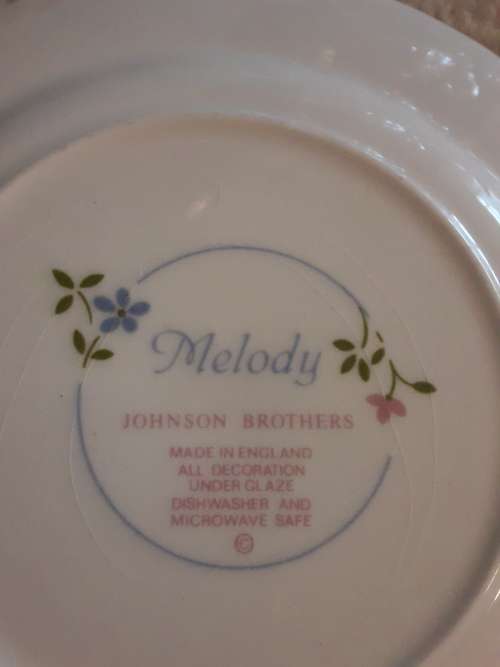 Melody
JOHNSON BROTHERS
MADE IN ENGLAND
ALL DECORATION
UNDER GLAZE
DISHWASHER AND
MICROWAVE SAFE
©